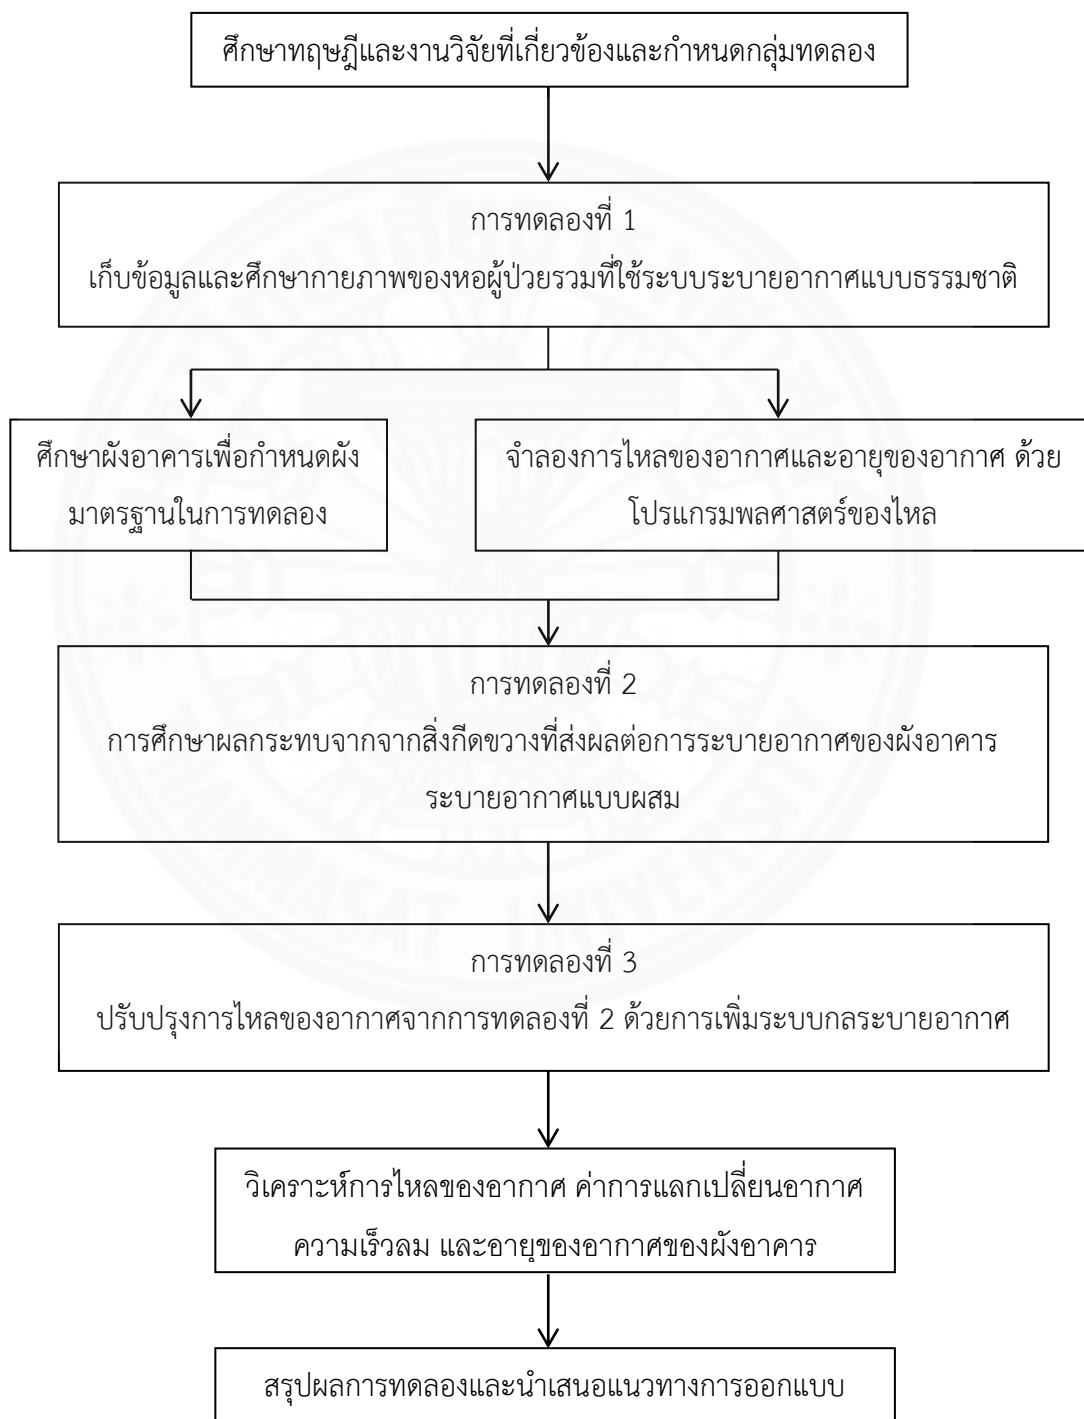 ศึกษาทฤษฎีและงานวิจัยที่เกี่ยวข้องและกำหนดกลุ่มทดลอง
การทดลองที่ 1
เก็บข้อมูลและศึกษากายภาพของหอผู้ป่วยรวมที่ใช้ระบบระบายอากาศแบบธรรมชาติ
ศึกษาผังอาคารเพื่อกำหนดผัง
มาตรฐานในการทดลอง
จำลองการไหลของอากาศและอายุของอากาศ ด้วย
โปรแกรมพลศาสตร์ของไหล
การทดลองที่ 2
การศึกษาผลกระทบจากจากสิ่งกีดขวางที่ส่งผลต่อการระบายอากาศของผังอาคาร
ระบายอากาศแบบผสม
การทดลองที่ 3
ปรับปรุงการไหลของอากาศจากการทดลองที่ 2 ด้วยการเพิ่มระบบกลระบายอากาศ
วิเคราะห์การไหลของอากาศ ค่าการแลกเปลี่ยนอากาศ
ความเร็วลม และอายุของอากาศของผังอาคาร
สรุปผลการทดลองและนำเสนอแนวทางการออกแบบ
THAMMASAT UNIVERSITY